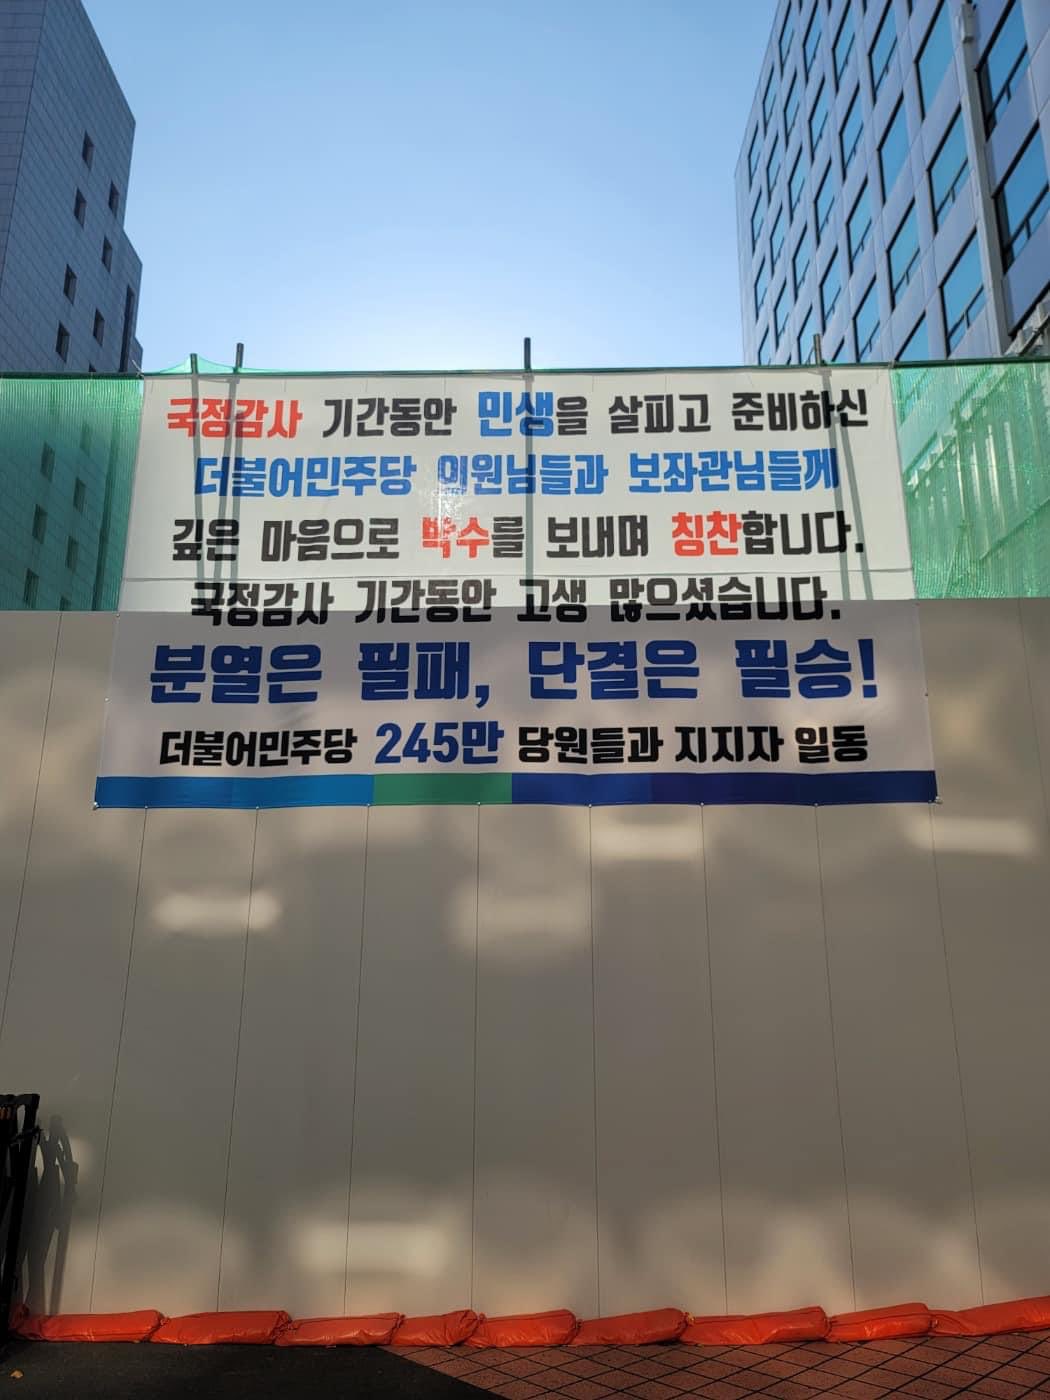 국정감사 기간동안 민생을 살피고 준비하신
더불어민주당 의원님들과 보좌관님들께
깊은 마음으로 박수를 보내며 칭찬합니다.
국정감사 기간동안 고생 많으셨습니다.
분열은 필패, 단결은 필승!
더불어민주당 245만 당원들과 지지자 일동